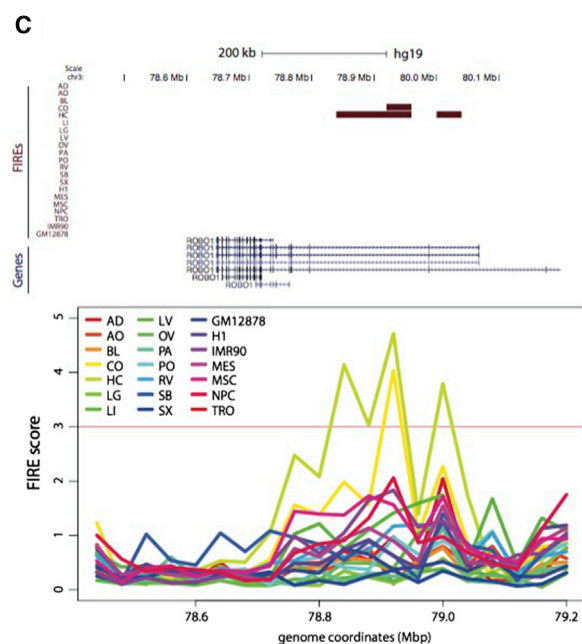 C
200 kb hg19
Scale
chr3: 78.6 Mb| 78.7 Mb| 78.8 Mb| 78.9 Mb| 80.0 Mb| 80.1 Mb|
FIREs
AD
AO
BL
CO
HC
LI
LG
LV
OV
PA
PO
RV
SB
SX
H1
MES
MSC
NPC
TRO
IMR90
GM12878
Genes
ROBO1
ROBO1
ROBO1
ROBO1
ROBO1
ROBO1
ROBO1
FIRE score
5
4
3
2
1
0
AD LV GM12878
AO OV H1
BL PA IMR90
CO PO MES
HC RV MSC
LG SB NPC
LI SX TRO
78.6 78.8 79.0 79.2
genome coordinates (Mbp)